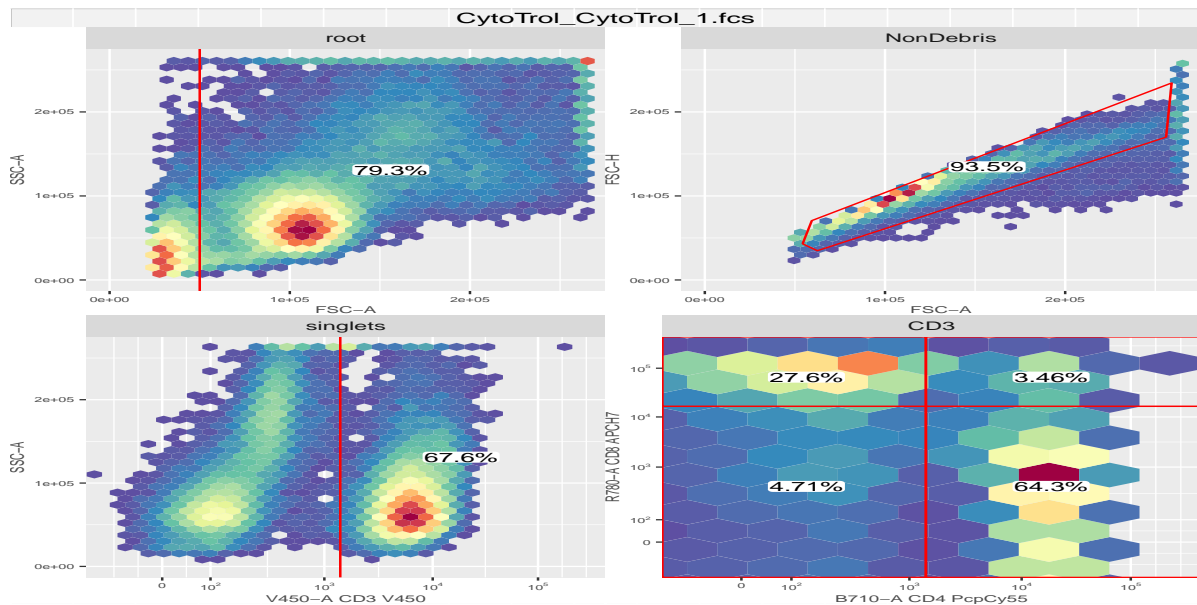 CytoTrol_CytoTrol_1.fcs
root
NonDebris
SSC−A
2e+05
1e+05
0e+00
79.3%
0e+00
1e+05
2e+05
FSC−A
FSC−H
2e+05
1e+05
0e+00
93.5%
0e+00
1e+05
2e+05
FSC−A
singlets
CD3
SSC−A
2e+05
1e+05
0e+00
67.6%
0
10²
10³
10⁴
10⁵
V450−A CD3 V450
R780−A CD8 APCH7
10⁵
10⁴
10³
10²
0
27.6%
3.46%
4.71%
64.3%
0
10²
10³
10⁴
10⁵
B710−A CD4 PcpCy55